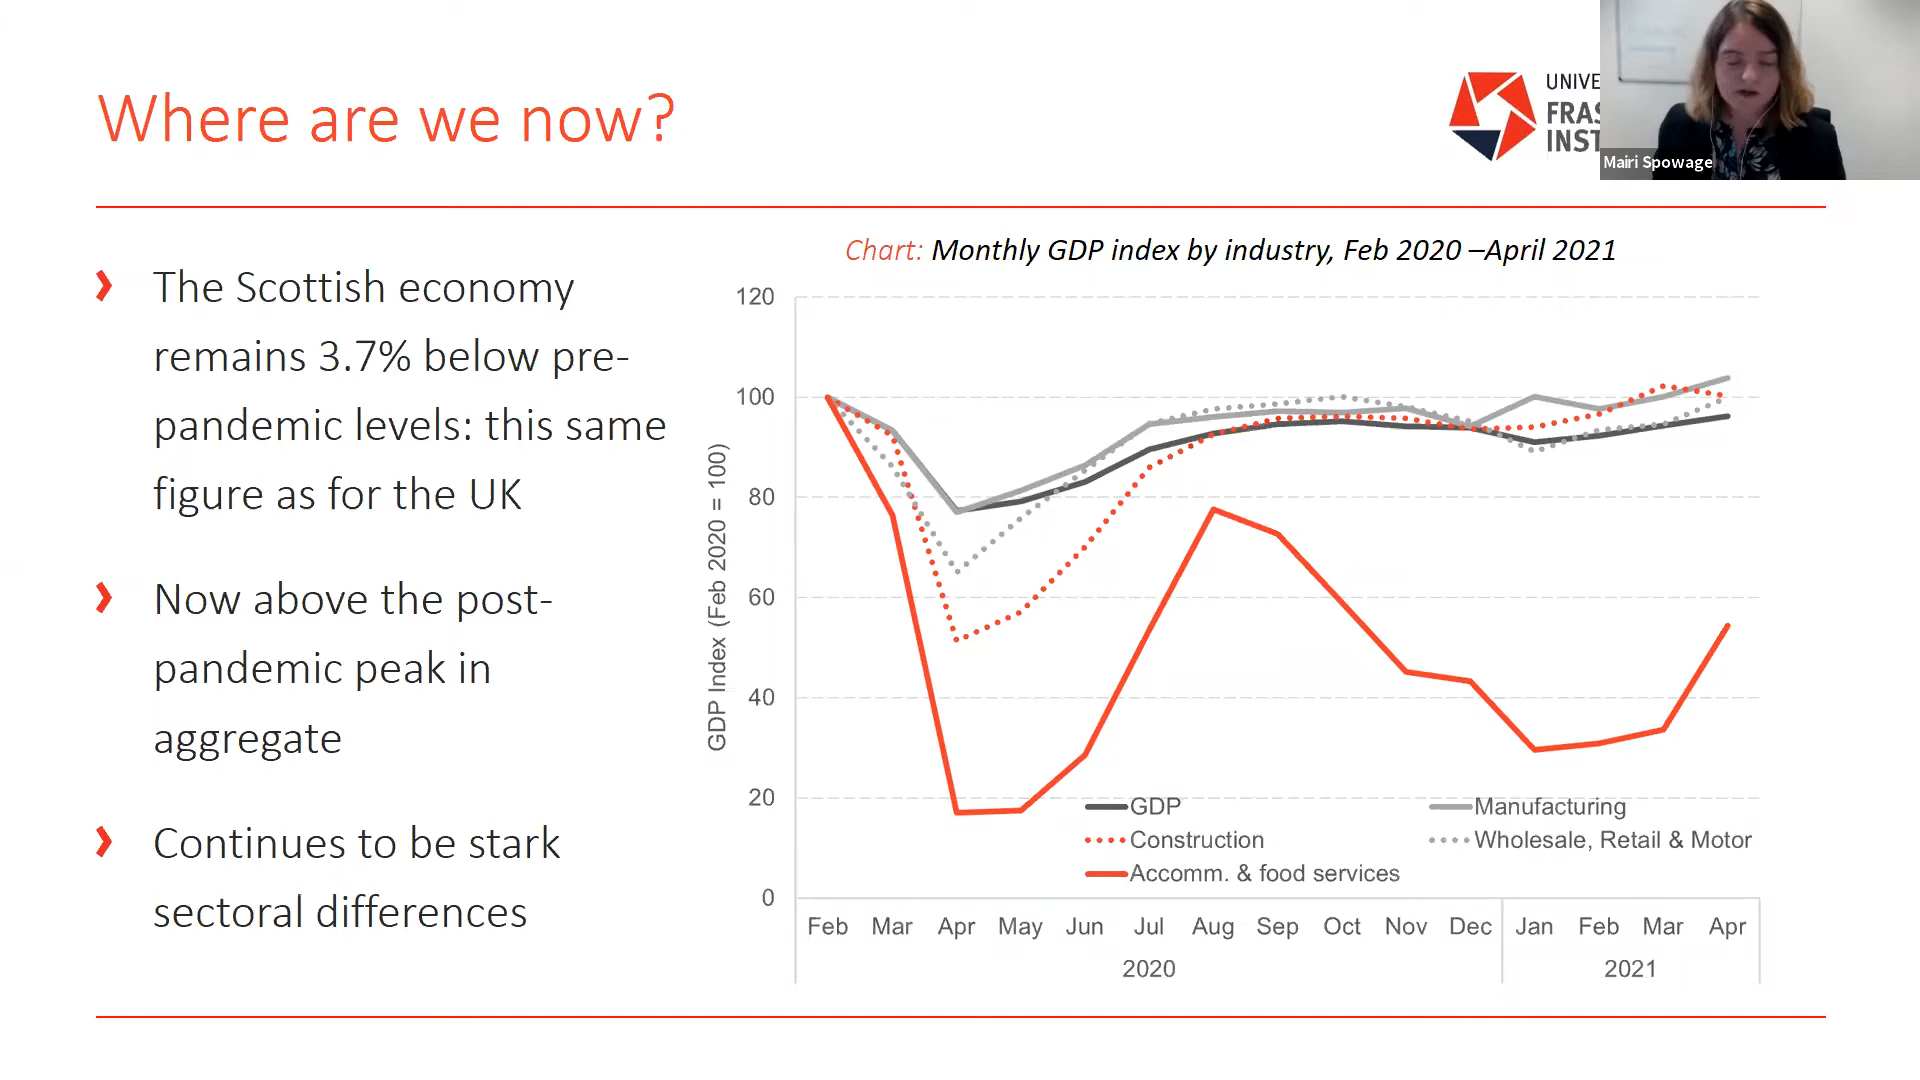 Where are we now?
UNIVE
FRAS
INST
Mairi Spowage
The Scottish economy
remains 3.7% below pre-
pandemic levels: this same
figure as for the UK
Now above the post-
pandemic peak in
aggregate
Continues to be stark
sectoral differences
Chart: Monthly GDP index by industry, Feb 2020 –April 2021
GDP Index (Feb 2020 = 100)
120
100
80
60
40
20
0
GDP
Manufacturing
Construction
Wholesale, Retail & Motor
Accomm. & food services
Feb Mar Apr May Jun Jul Aug Sep Oct Nov Dec Jan Feb Mar Apr
2020 2021